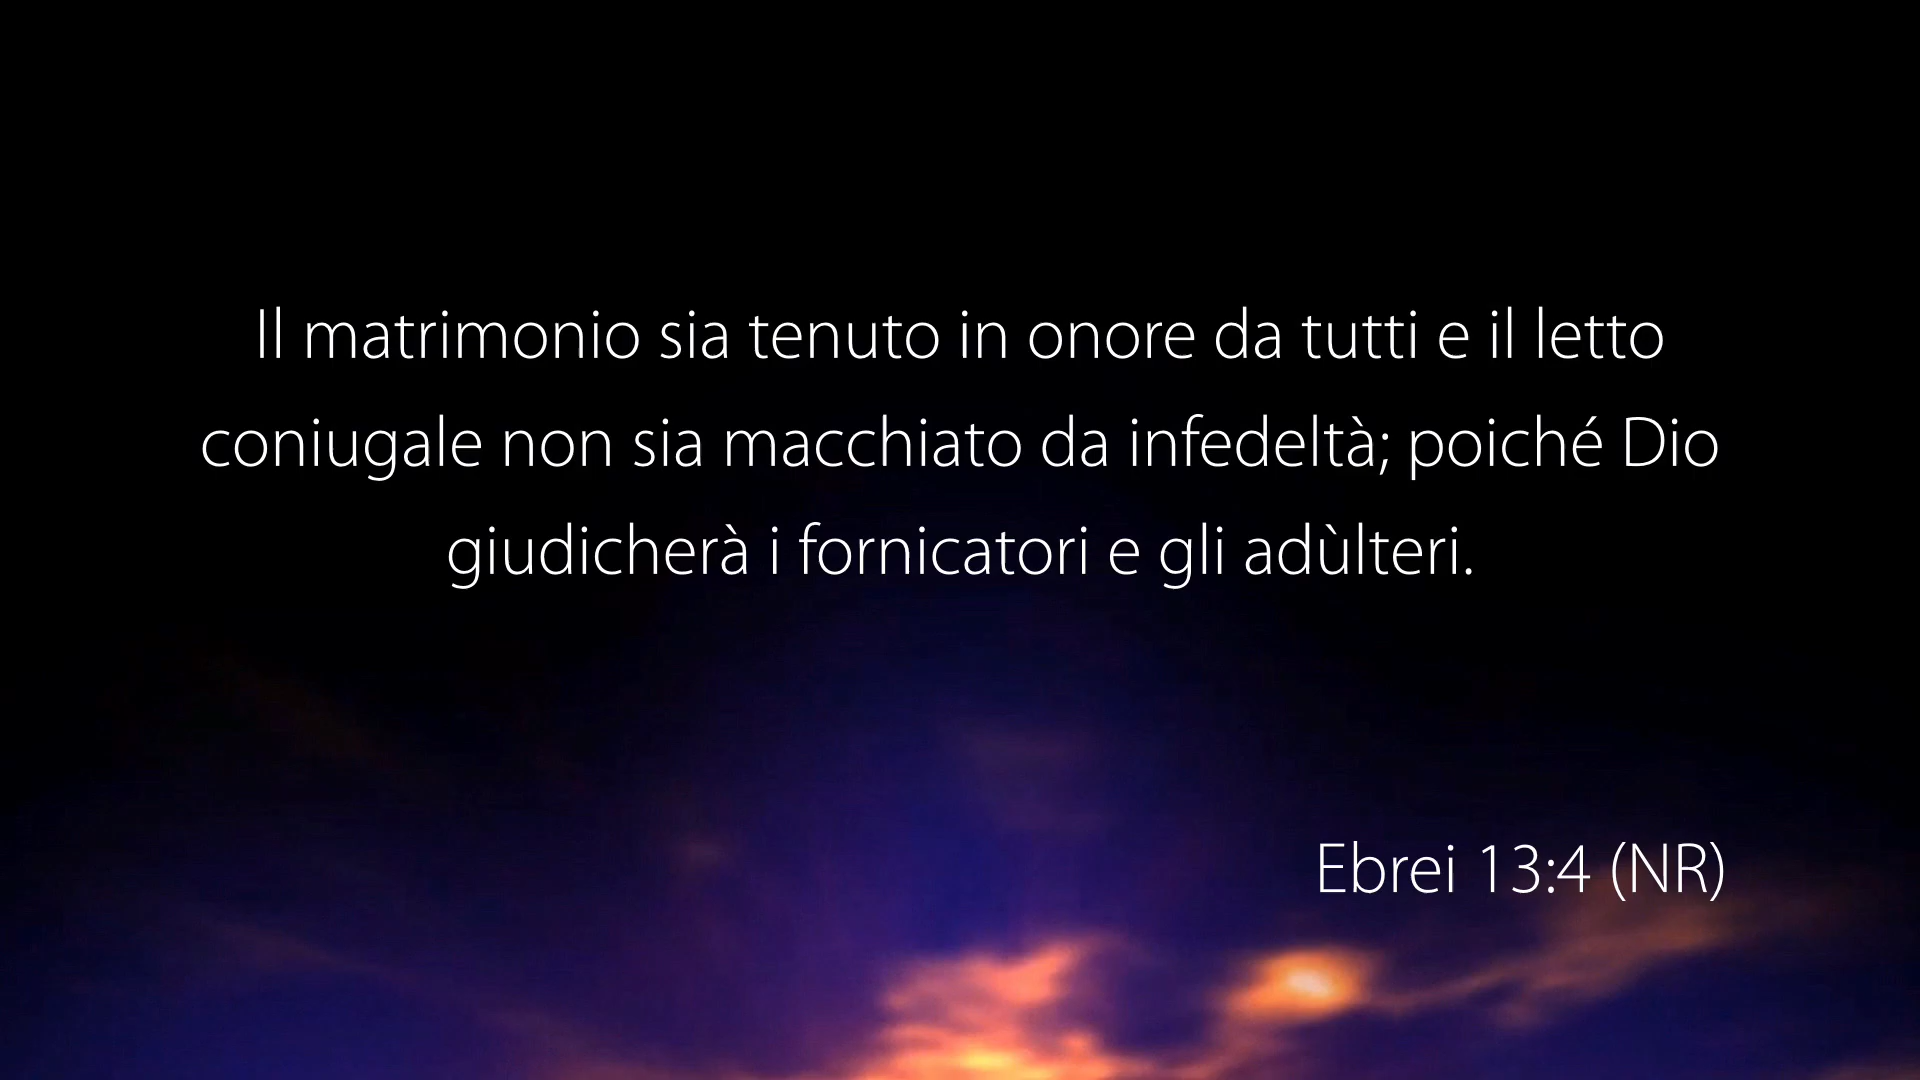 Il matrimonio sia tenuto in onore da tutti e il letto
coniugale non sia macchiato da infedeltà; poiché Dio
giudicherà i fornicatori e gli adùlteri.
Ebrei 13:4 (NR)